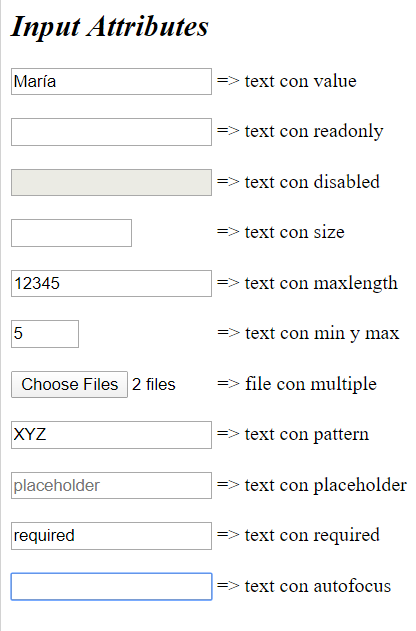 Input Attributes
María => text con value
=> text con readonly
=> text con disabled
=> text con size
12345 => text con maxlength
5 => text con min y max
Choose Files 2 files => file con multiple
XYZ => text con pattern
placeholder => text con placeholder
required => text con required
=> text con autofocus